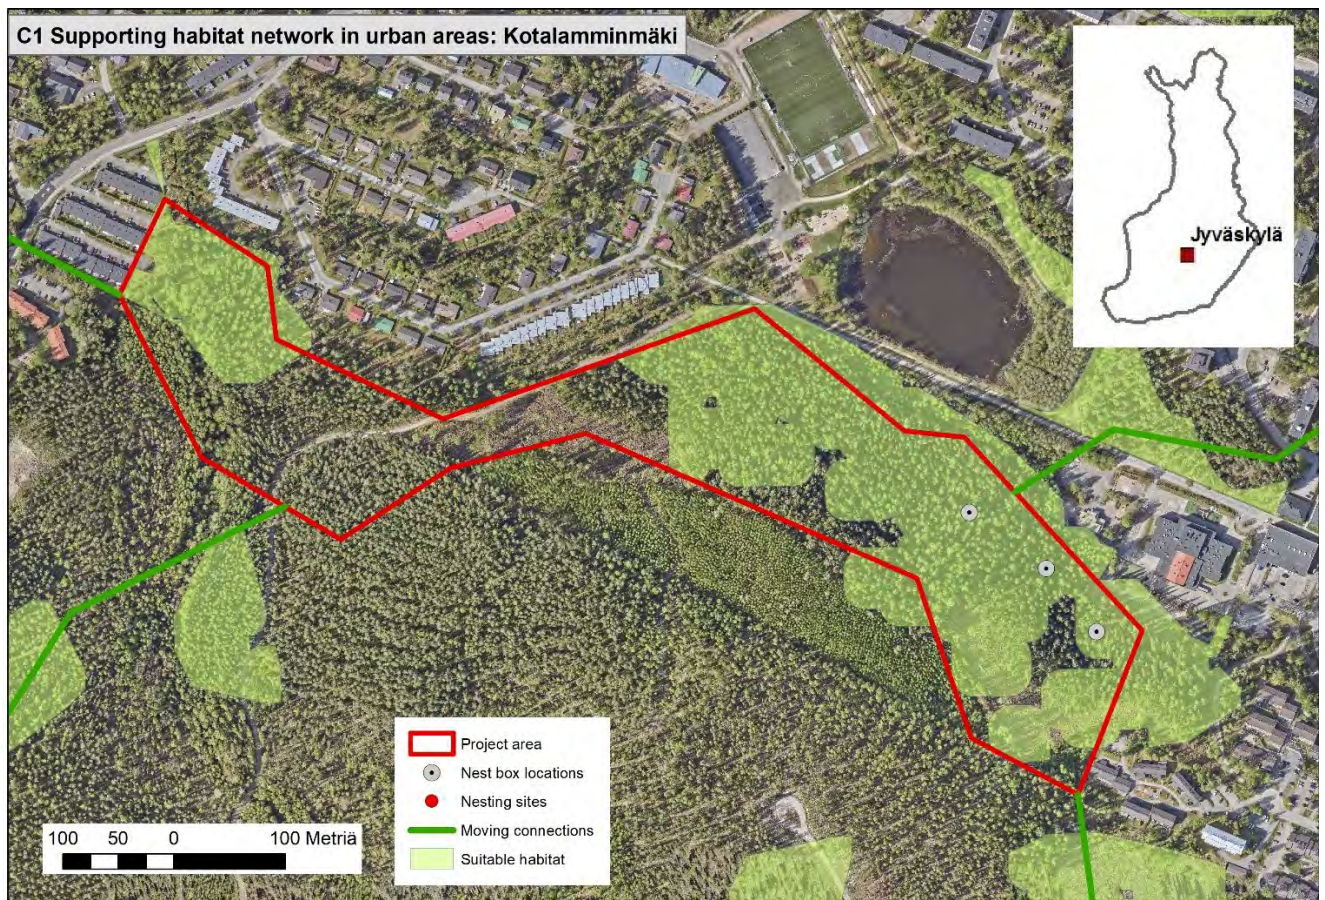 C1 Supporting habitat network in urban areas: Kotalamminmäki
Jyväskylä
Project area
Nest box locations
Nesting sites
Moving connections
Suitable habitat
100 50 0 100 Metriä